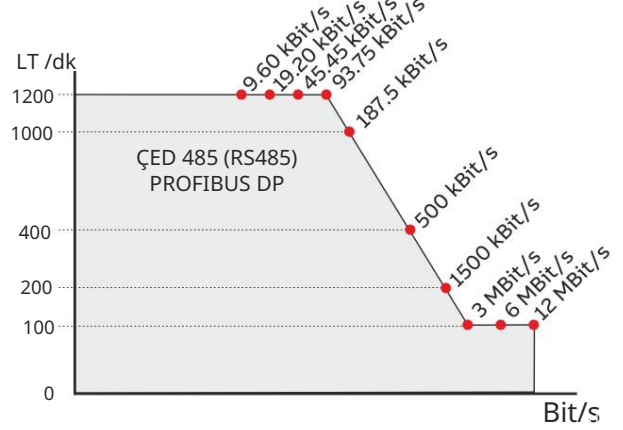 LT /dk
9.60 kBit/s
19.20 kBit/s
45.45 kBit/s
93.75 kBit/s
187.5 kBit/s
500 kBit/s
1500 kBit/s
3 MBit/s
6 MBit/s
12 MBit/s
1200
1000
400
200
100
0
ÇED 485 (RS485)
PROFIBUS DP
Bit/s